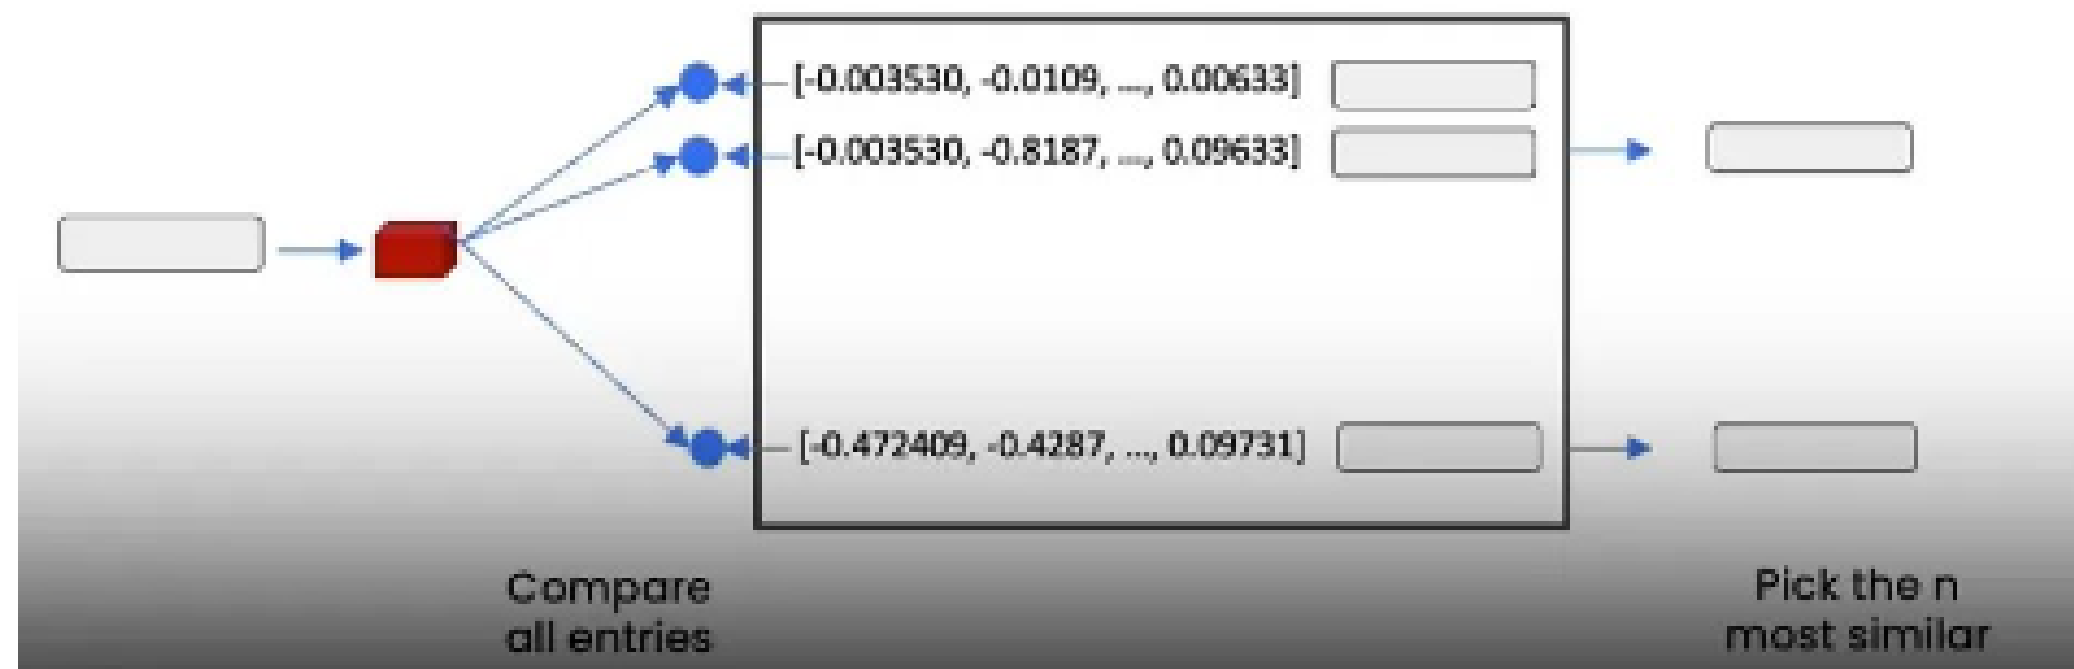 [-0.003530, -0.0109, ..., 0.00633]
[-0.003530, -0.8187, ..., 0.09633]
[-0.472409, -0.4287, ..., 0.09731]
Compare
all entries
Pick the n
most similar